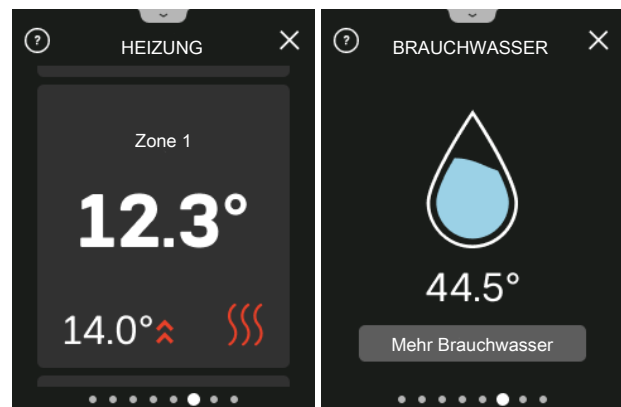 ?
HEIZUNG
Zone 1
12.3°
14.0°
?
BRAUCHWASSER
44.5°
Mehr Brauchwasser